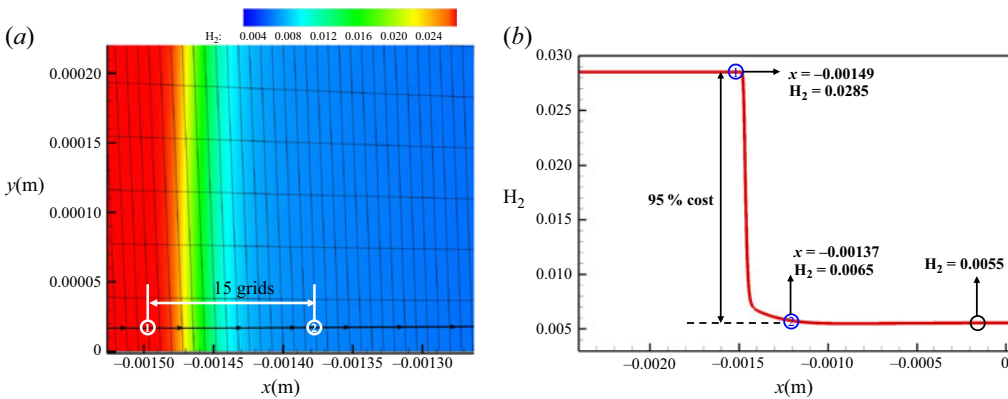 (a)
H₂: 0.004 0.008 0.012 0.016 0.020 0.024
0.00020
0.00015
y(m)
0.00010
0.00005
15 grids
1 2
0
–0.00150 –0.00145 –0.00140 –0.00135 –0.00130
x(m)
(b)
0.030
1
x = –0.00149
H₂ = 0.0285
0.025
0.020
H₂
95 % cost
0.015
x = –0.00137
H₂ = 0.0065
H₂ = 0.0055
0.010
2
0.005
–0.0020 –0.0015 –0.0010 –0.0005 0
x(m)